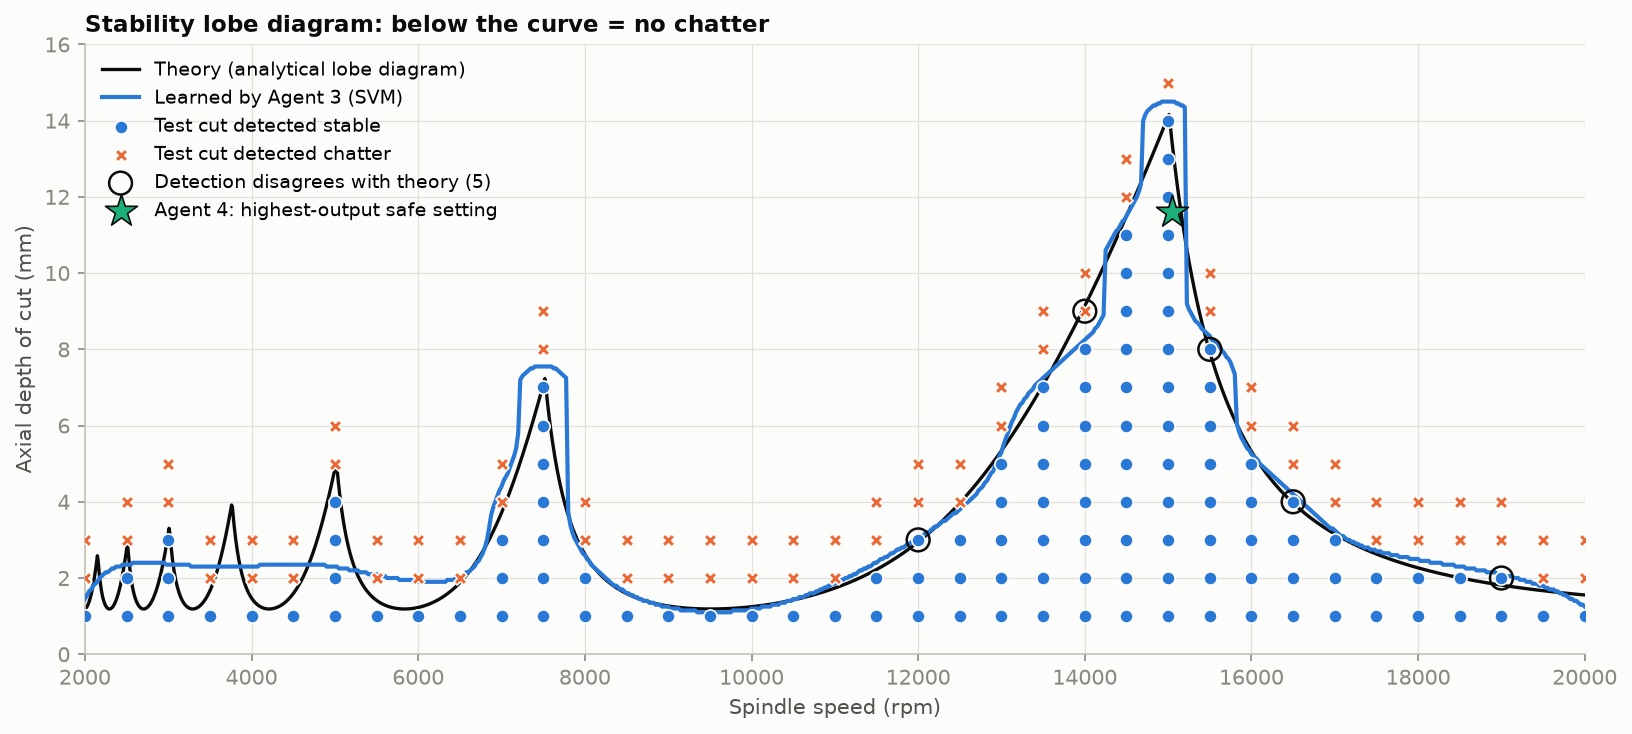 Stability lobe diagram: below the curve = no chatter
Theory (analytical lobe diagram)
Learned by Agent 3 (SVM)
Test cut detected stable
Test cut detected chatter
Detection disagrees with theory (5)
Agent 4: highest-output safe setting
Axial depth of cut (mm)
16
14
12
10
8
6
4
2
0
2000 4000 6000 8000 10000 12000 14000 16000 18000 20000
Spindle speed (rpm)